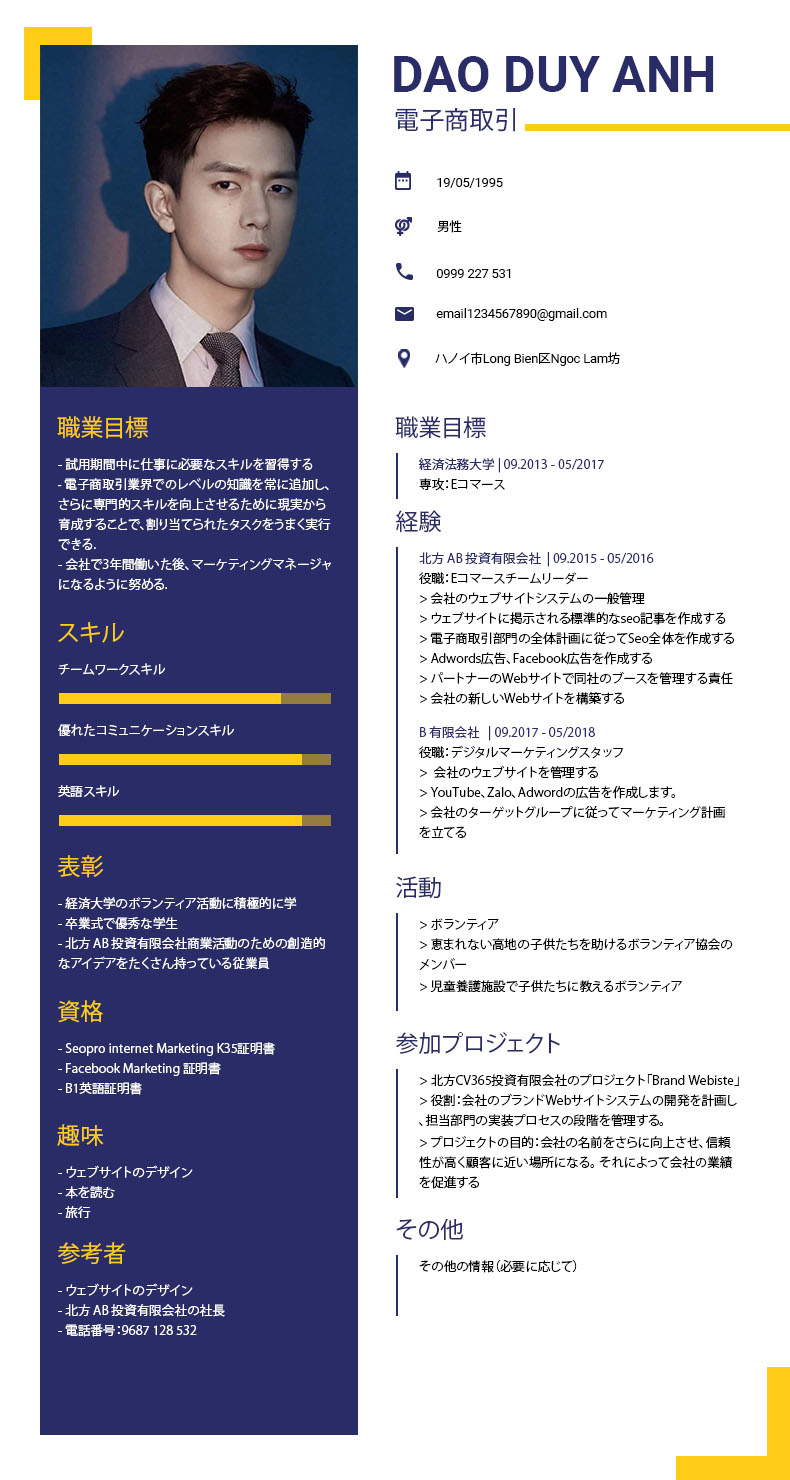 DAO DUY ANH
電子商取引
19/05/1995
男性
0999 227 531
email1234567890@gmail.com
ハノイ市Long Bien区Ngoc Lam坊
職業目標
- 試用期間中に仕事に必要なスキルを習得する
- 電子商取引業界でのレベルの知識を常に追加し、
さらに専門的スキルを向上させるために現実から
育成することで、割り当てられたタスクをうまく実行
できる.
- 会社で3年間働いた後、マーケティングマネージャ
になるように努める.
スキル
チームワークスキル
優れたコミュニケーションスキル
英語スキル
表彰
- 経済大学のボランティア活動に積極的に学
- 卒業式で優秀な学生
- 北方 AB 投資有限会社商業活動のための創造的
なアイデアをたくさん持っている従業員
資格
- Seopro internet Marketing K35証明書
- Facebook Marketing 証明書
- B1英語証明書
趣味
- ウェブサイトのデザイン
- 本を読む
- 旅行
参考者
- ウェブサイトのデザイン
- 北方 AB 投資有限会社の社長
- 電話番号：9687 128 532
職業目標
経済法務大学 | 09.2013 - 05/2017
専攻：Eコマース
経験
北方 AB 投資有限会社 | 09.2015 - 05/2016
役職：Eコマースチームリーダー
> 会社のウェブサイトシステムの一般管理
> ウェブサイトに掲示される標準的なseo記事を作成する
> 電子商取引部門の全体計画に従ってSeo全体を作成する
> Adwords広告、Facebook広告を作成する
> パートナーのWebサイトで同社のブースを管理する責任
> 会社の新しいWebサイトを構築する
B 有限会社 | 09.2017 - 05/2018
役職：デジタルマーケティングスタッフ
> 会社のウェブサイトを管理する
> YouTube、Zalo、Adwordの広告を作成します。
> 会社のターゲットグループに従ってマーケティング計画
を立てる
活動
> ボランティア
> 恵まれない高地の子供たちを助けるボランティア協会の
メンバー
> 児童養護施設で子供たちに教えるボランティア
参加プロジェクト
> 北方CV365投資有限会社のプロジェクト「Brand Webiste」
> 役割：会社のブランドWebサイトシステムの開発を計画し
、担当部門の実装プロセスの段階を管理する。
> プロジェクトの目的：会社の名前をさらに向上させ、信頼
性が高く顧客に近い場所になる。それによって会社の業績
を促進する
その他
その他の情報（必要に応じて）